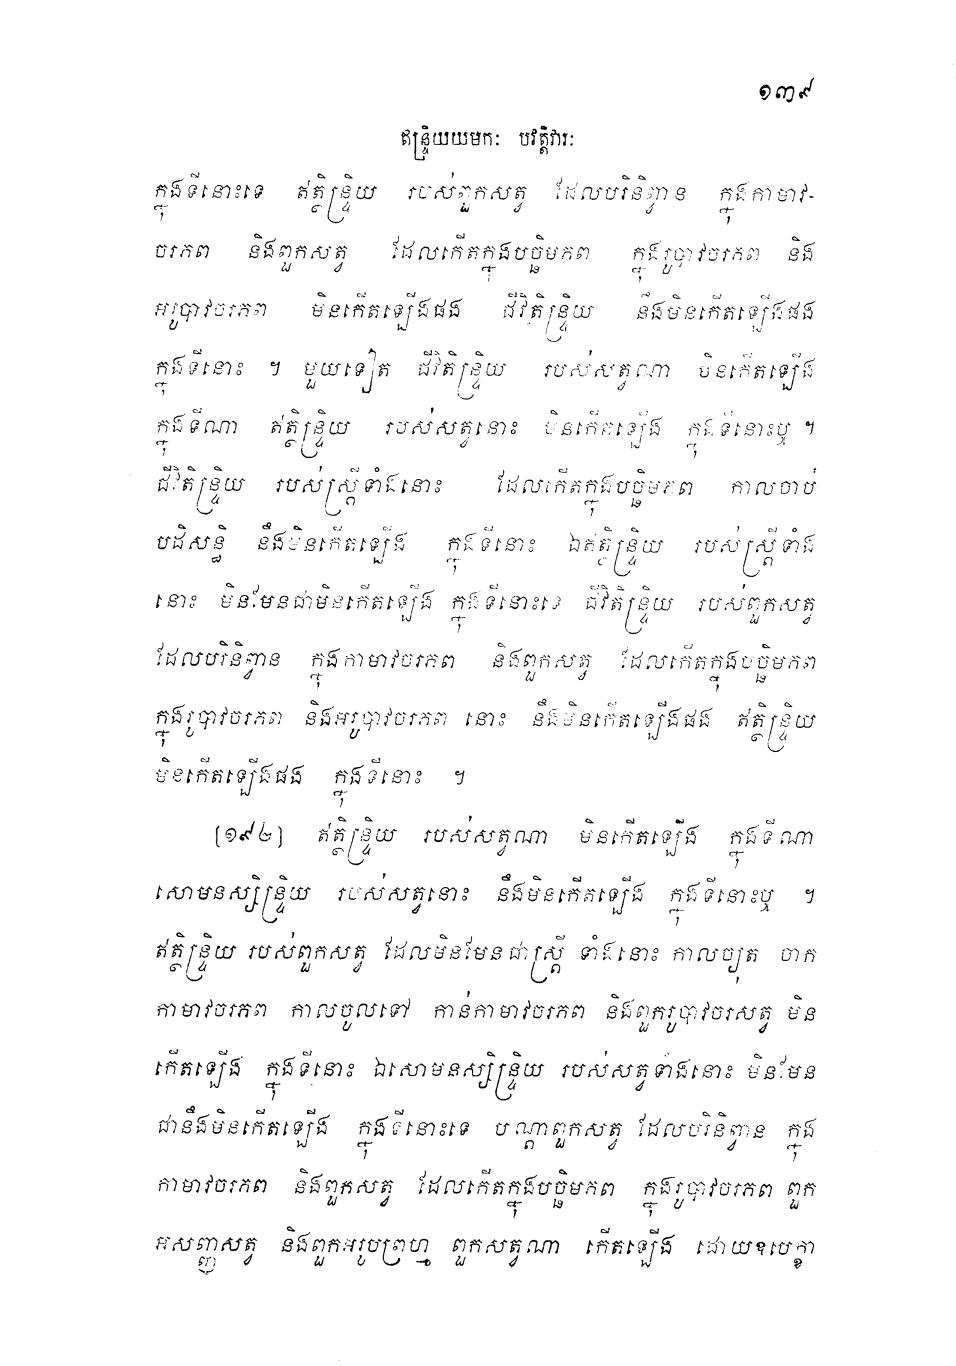 ១៣៩
ឥន្ទ្រិយយមកៈ បវត្តិវារៈ
ក្នុងទីនោះទេ ឥត្ថិន្ទ្រិយ របស់ពួកសត្វ ដែលបរិនិព្វាន ក្នុងកាមាវ-
ចរភព និងពួកសត្វ ដែលកើតក្នុងបច្ឆិមភព ក្នុងរូបាវចរភព និង
អរូបាវចរភព មិនកើតឡើងផង ជីវិតិន្ទ្រិយ នឹងមិនកើតឡើងផង
ក្នុងទីនោះ ។ មួយទៀត ជីវិតិន្ទ្រិយ របស់សត្វណា មិនកើតឡើង
ក្នុងទីណា ឥត្ថិន្ទ្រិយ របស់សត្វនោះ មិនកើតឡើង ក្នុងទីនោះឬ ។
ជីវិតិន្ទ្រិយ របស់ស្ត្រីទាំងនោះ ដែលកើតក្នុងបច្ឆិមភព កាលចាប់
បដិសន្ធិ នឹងមិនកើតឡើង ក្នុងទីនោះ ឯឥត្ថិន្ទ្រិយ របស់ស្ត្រីទាំង
នោះ មិនមែនជាមិនកើតឡើង ក្នុងទីនោះទេ ជីវិតិន្ទ្រិយ របស់ពួកសត្វ
ដែលបរិនិព្វាន ក្នុងកាមាវចរភព និងពួកសត្វ ដែលកើតក្នុងបច្ឆិមភព
ក្នុងរូបាវចរភព និងអរូបាវចរភព នោះ នឹងមិនកើតឡើងផង ឥត្ថិន្ទ្រិយ
មិនកើតឡើងផង ក្នុងទីនោះ ។
[១៩៤] ឥត្ថិន្ទ្រិយ របស់សត្វណា មិនកើតឡើង ក្នុងទីណា
សោមនស្សិន្ទ្រិយ របស់សត្វនោះ នឹងមិនកើតឡើង ក្នុងទីនោះឬ ។
ឥត្ថិន្ទ្រិយ របស់ពួកសត្វ ដែលមិនមែនជាស្ត្រី ទាំងនោះ កាលច្យុត ចាក
កាមាវចរភព កាលចូលទៅ កាន់កាមាវចរភព និងពួករូបាវចរសត្វ មិន
កើតឡើង ក្នុងទីនោះ ឯសោមនស្សិន្ទ្រិយ របស់សត្វទាំងនោះ មិនមែន
ជានឹងមិនកើតឡើង ក្នុងទីនោះទេ បណ្តាពួកសត្វ ដែលបរិនិព្វាន ក្នុង
កាមាវចរភព និងពួកសត្វ ដែលកើតក្នុងបច្ឆិមភព ក្នុងរូបាវចរភព ពួក
អសញ្ញសត្វ និងពួកអរូបព្រហ្ម ពួកសត្វណា កើតឡើង ដោយឧបេក្ខា